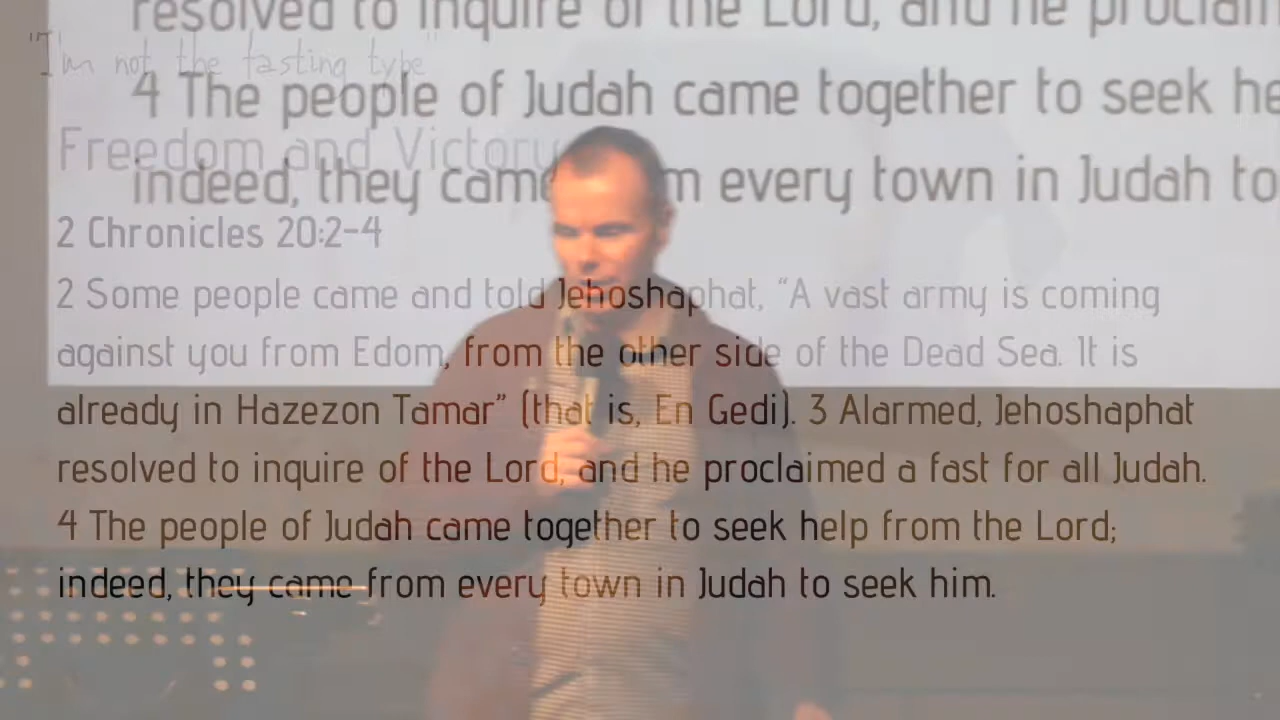 resolved to inquire of the Lord, and he proclaim
"I'm not the fasting type"
4 The people of Judah came together to seek he
Freedom and Victory
indeed, they came from every town in Judah to
2 Chronicles 20:2-4
2 Some people came and told Jehoshaphat, “A vast army is coming
against you from Edom, from the other side of the Dead Sea. It is
already in Hazezon Tamar” (that is, En Gedi). 3 Alarmed, Jehoshaphat
resolved to inquire of the Lord, and he proclaimed a fast for all Judah.
4 The people of Judah came together to seek help from the Lord;
indeed, they came from every town in Judah to seek him.